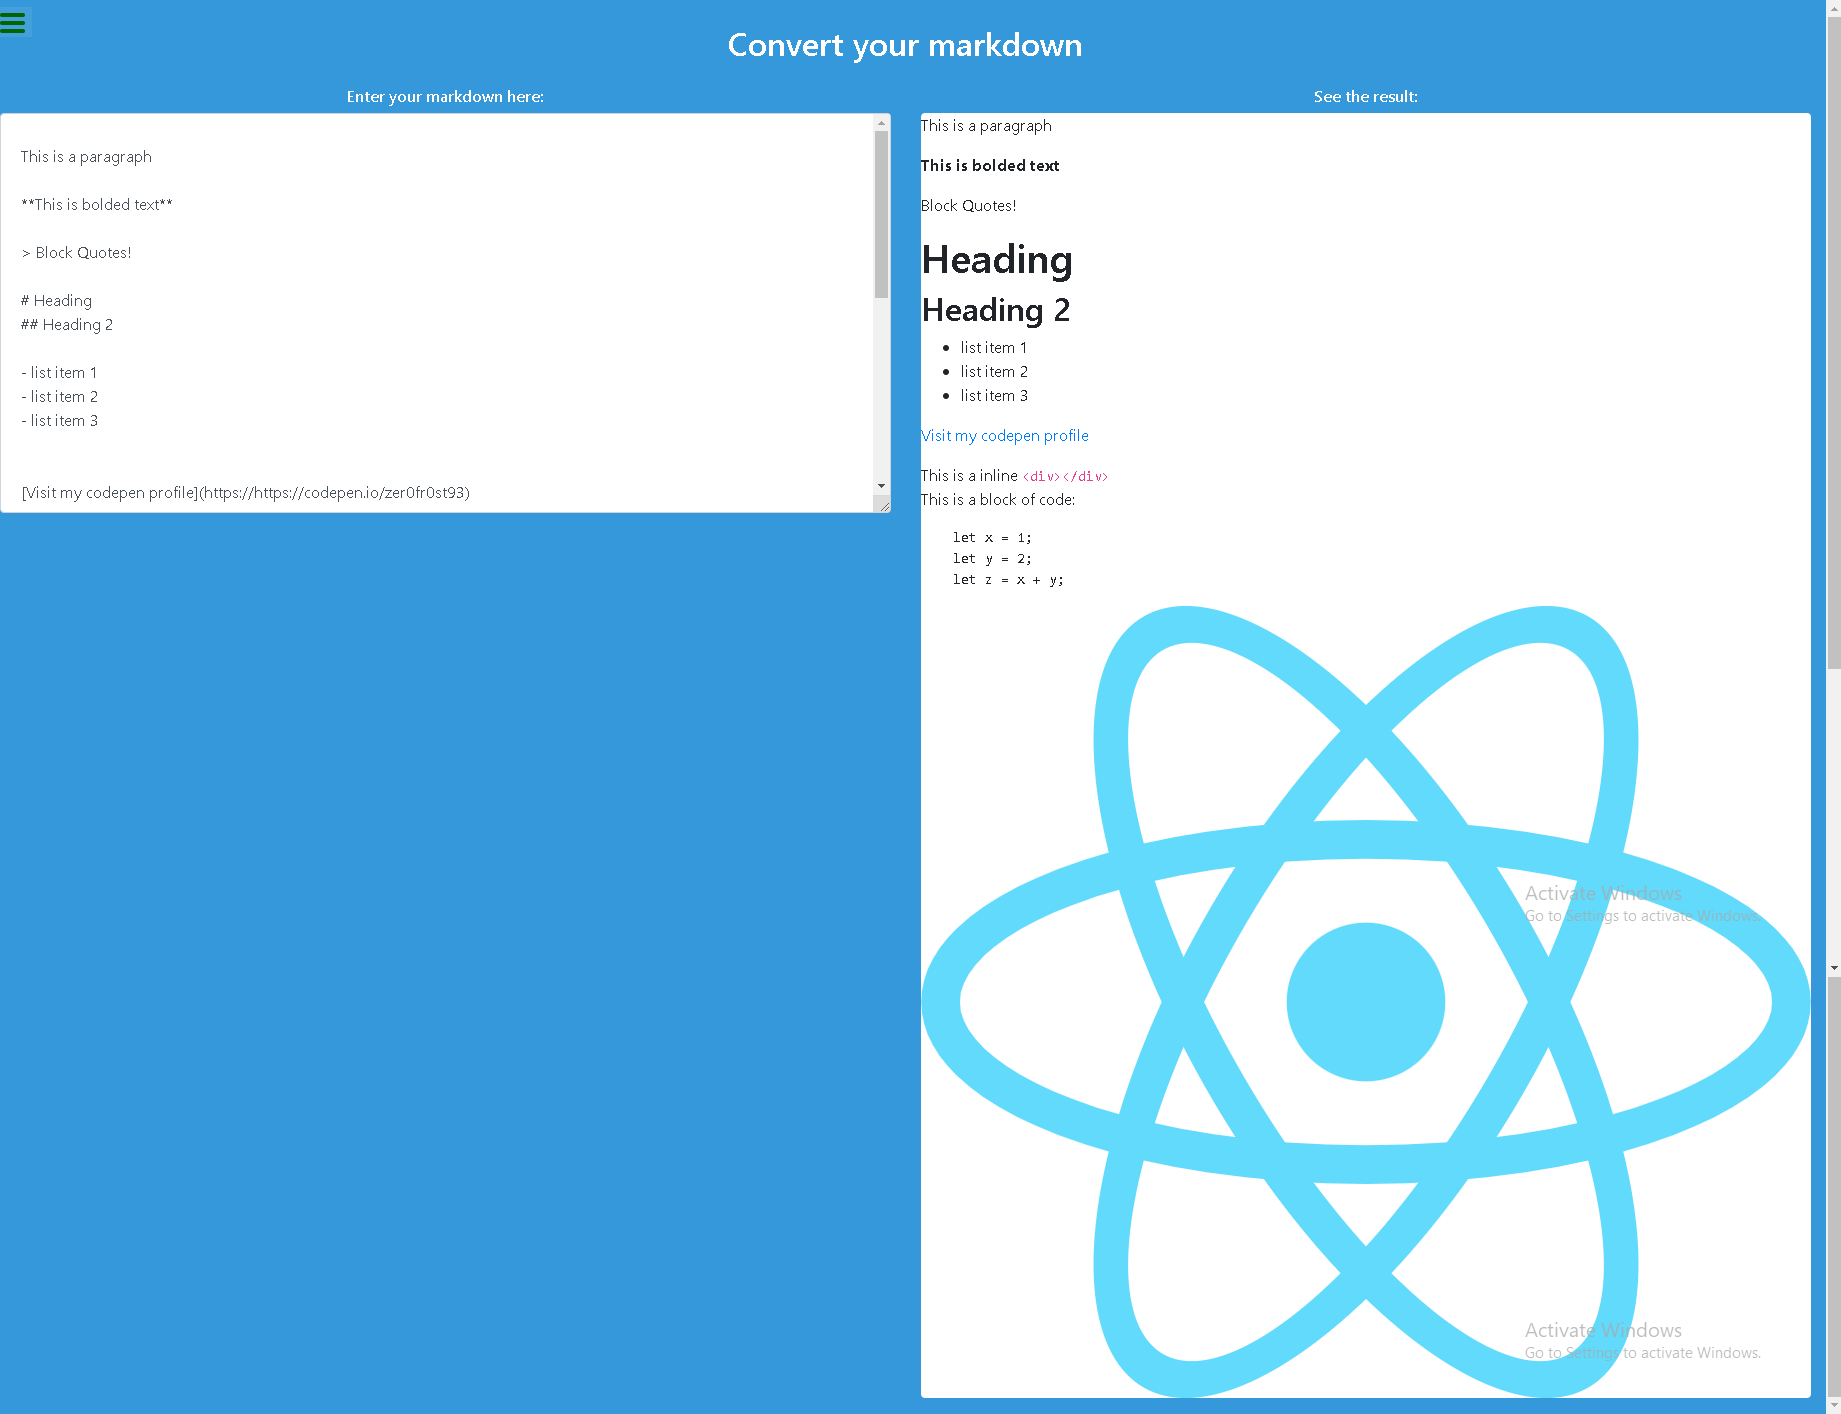 Convert your markdown
Enter your markdown here:
This is a paragraph
**This is bolded text**
> Block Quotes!
# Heading
## Heading 2
- list item 1
- list item 2
- list item 3
[Visit my codepen profile](https://https://codepen.io/zer0fr0st93)
See the result:
This is a paragraph
This is bolded text
Block Quotes!
Heading
Heading 2
list item 1
list item 2
list item 3
Visit my codepen profile
This is a inline <div></div>
This is a block of code:
let x = 1;
let y = 2;
let z = x + y;
Activate Windows
Go to Settings to activate Windows.
Activate Windows
Go to Settings to activate Windows.